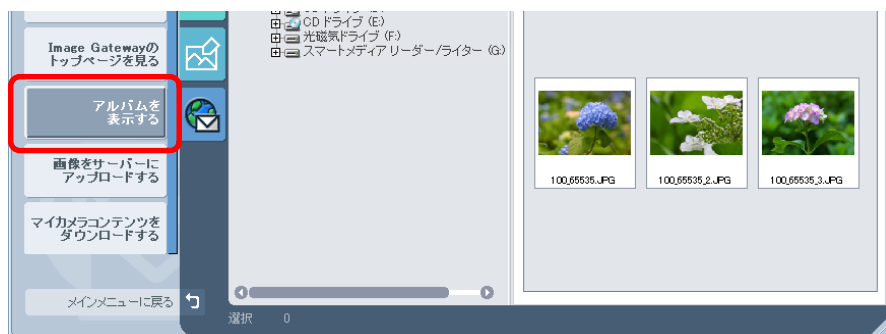 CD ドライブ (E:)
光磁気ドライブ (F:)
スマートメディア リーダー/ライター (G:)
Image Gatewayの
トップページを見る
アルバムを
表示する
画像をサーバーに
アップロードする
マイカメラコンテンツを
ダウンロードする
メインメニューに戻る
100_65535.JPG
100_65535_2.JPG
100_65535_3.JPG
選択 0